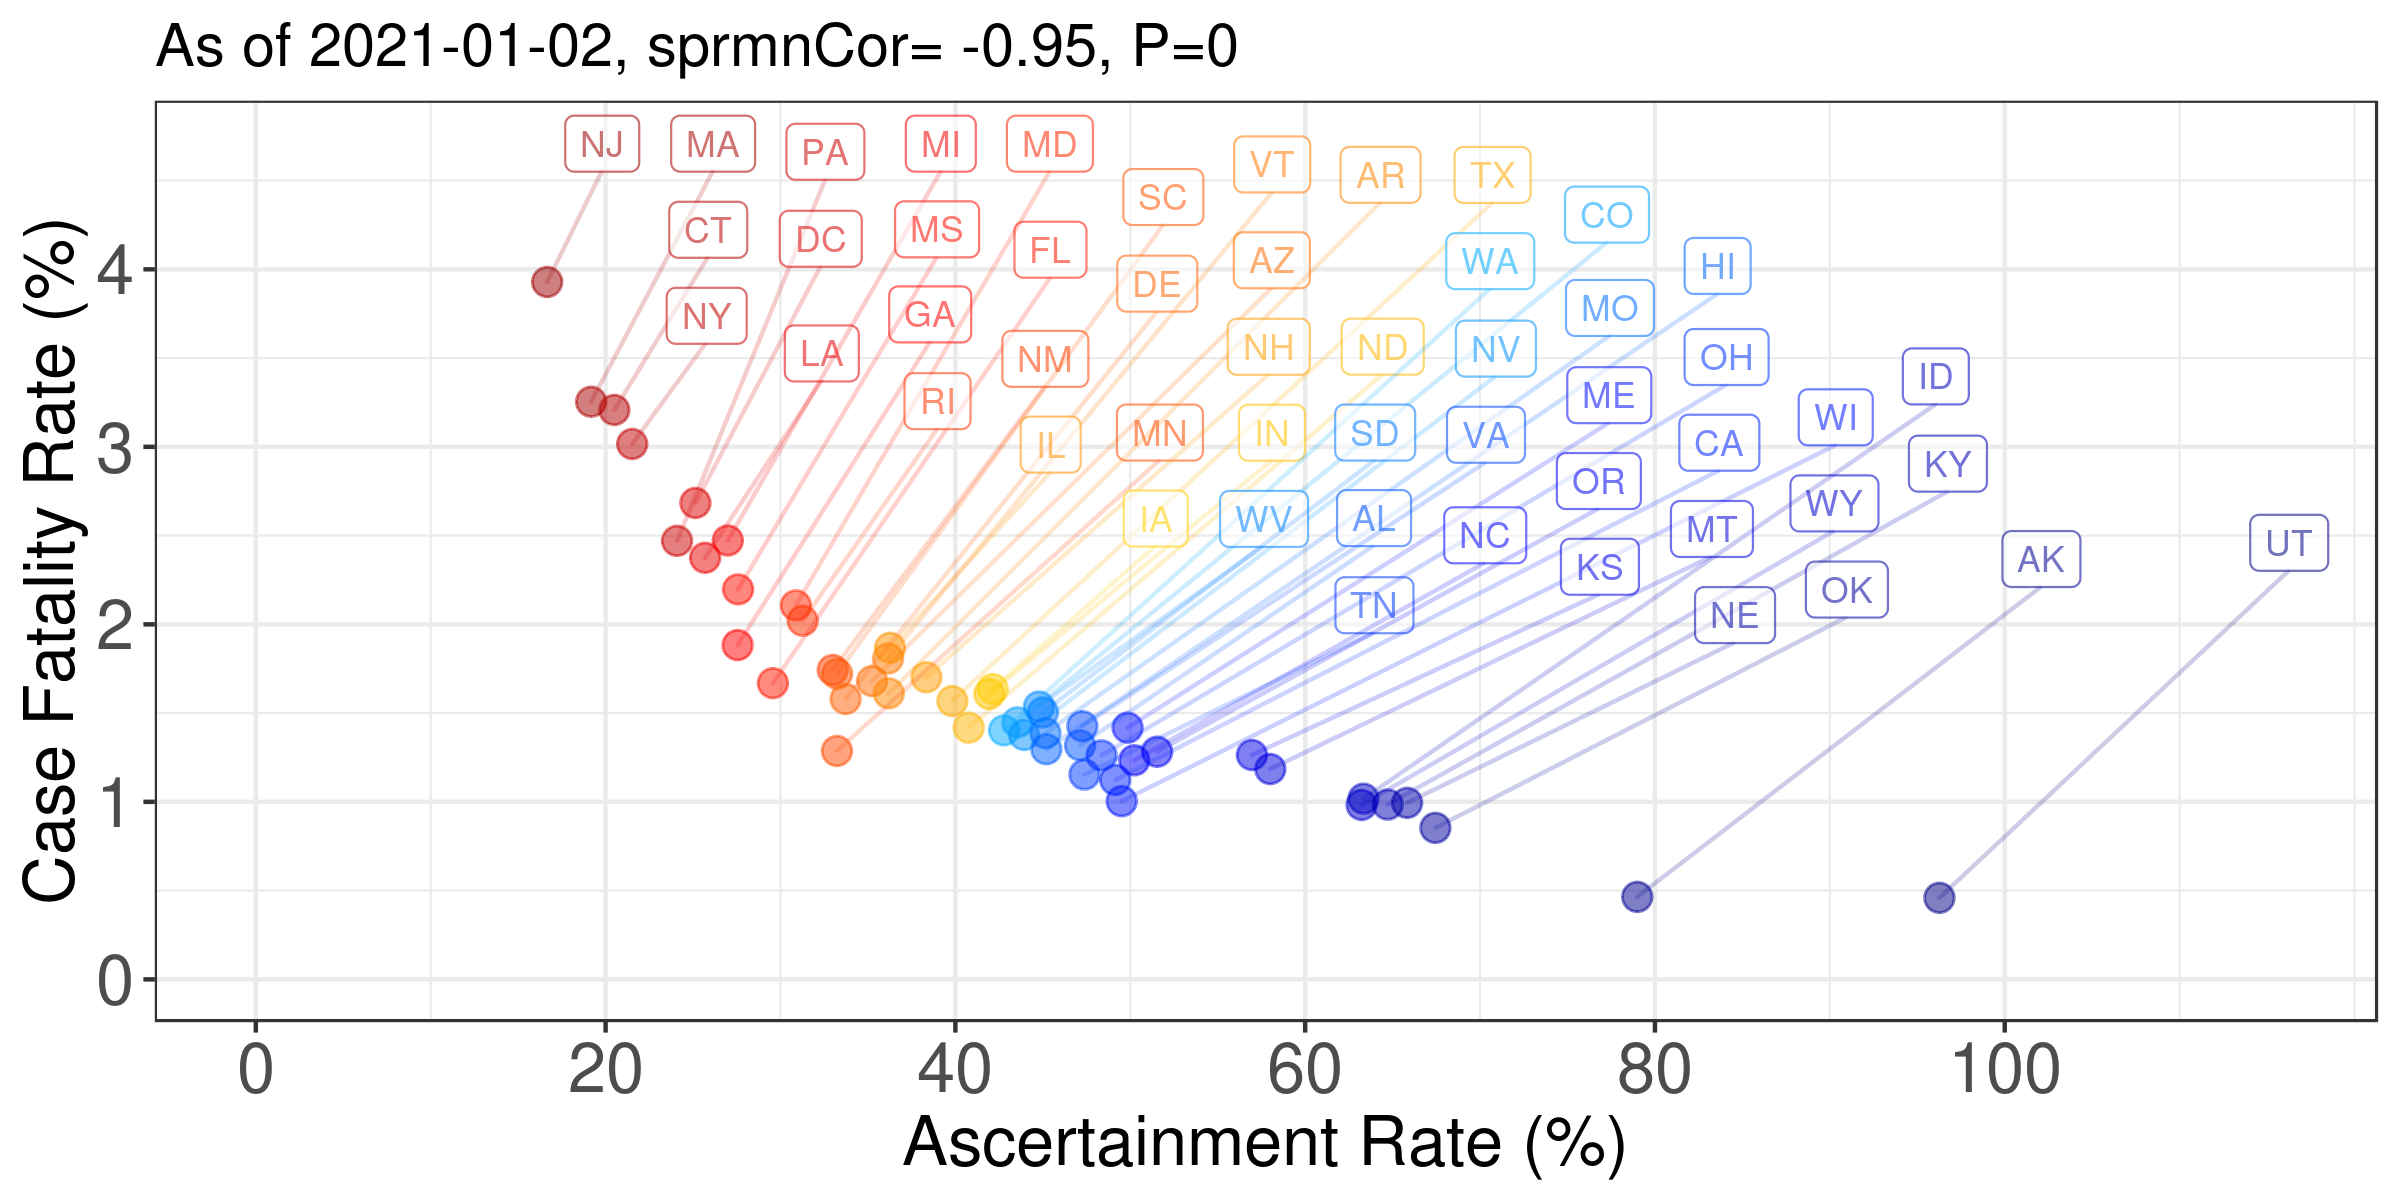 As of 2021-01-02, sprmnCor= -0.95, P=0
NJ MA PA MI MD
VT AR TX
SC CO
CT DC MS FL
AZ WA HI
DE
NY GA MO
LA NM NH ND NV OH
ID
RI ME
IL MN IN SD VA CA WI
KY
OR
IA WV AL NC MT WY
KS AK UT
TN NE OK
Case Fatality Rate (%)
4
3
2
1
0
0 20 40 60 80 100
Ascertainment Rate (%)